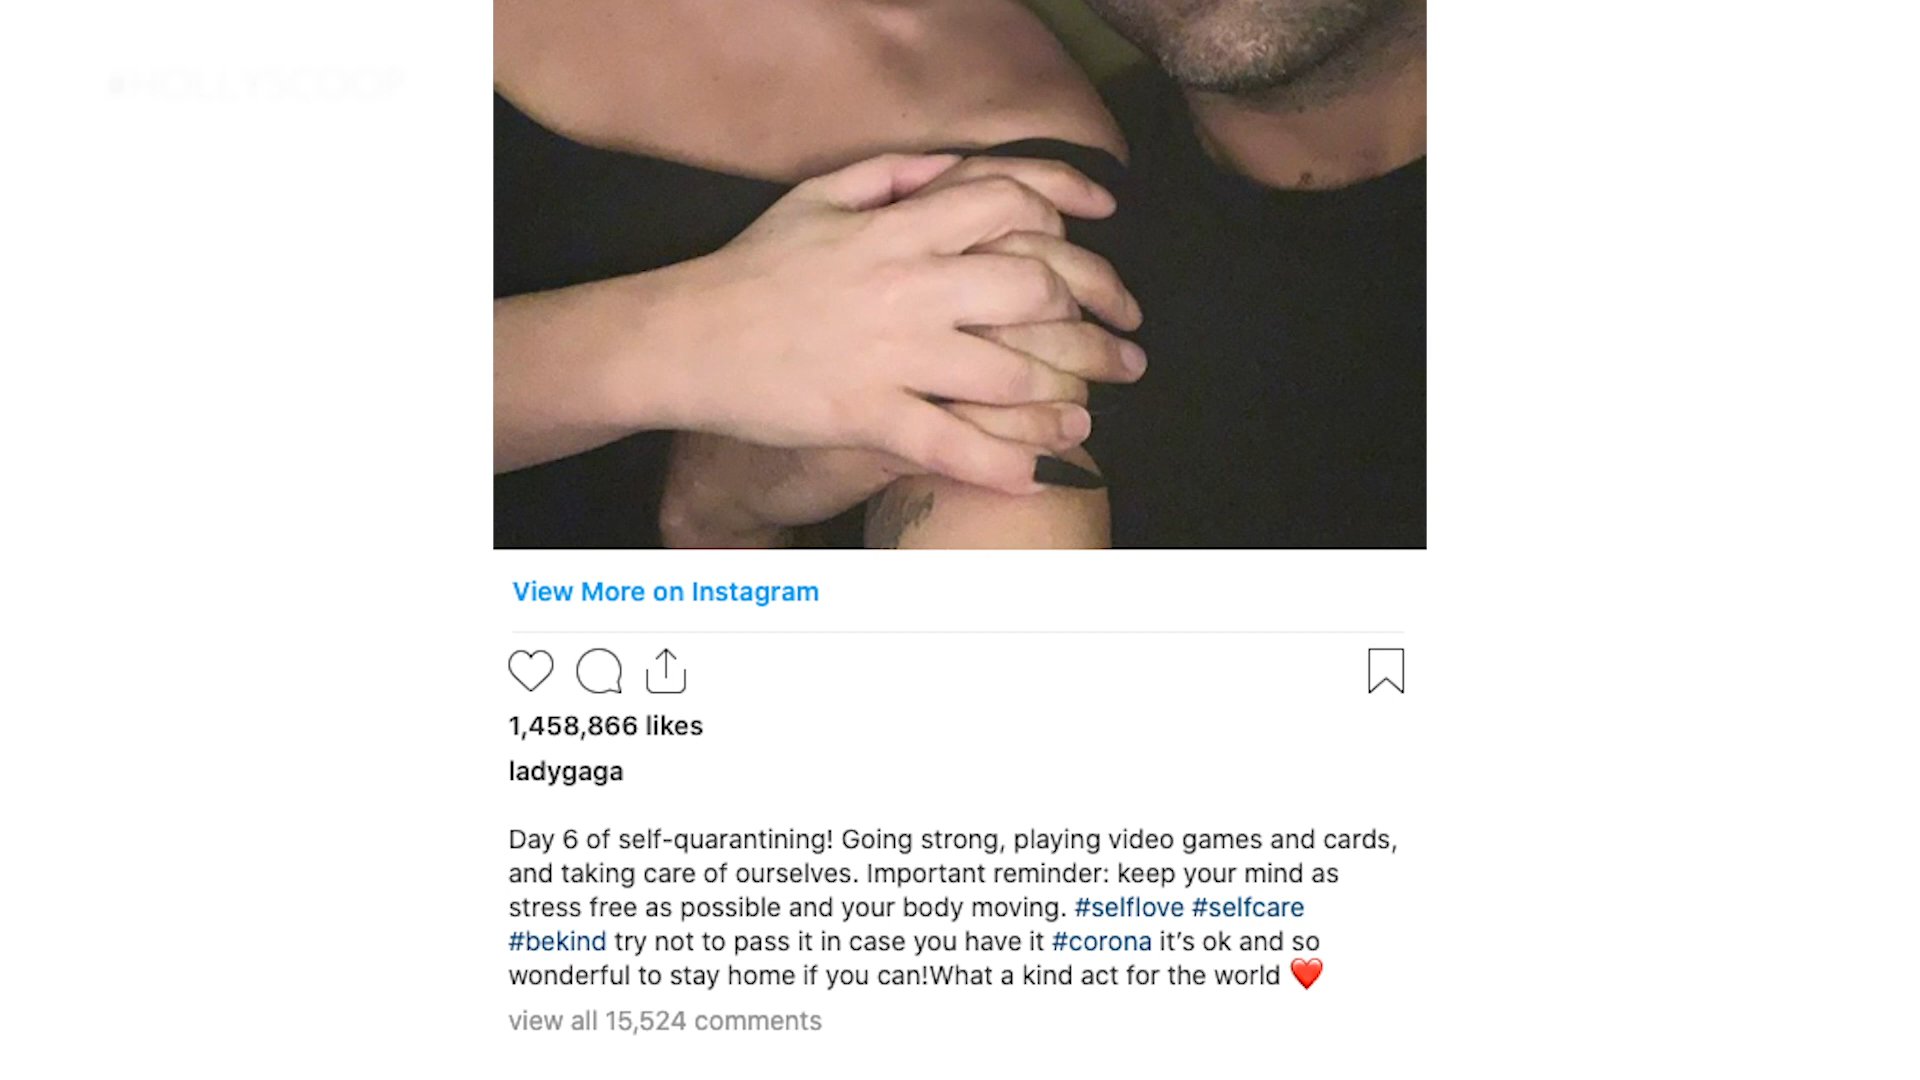 #HOLLYSCOOP
View More on Instagram
1,458,866 likes
ladygaga
Day 6 of self-quarantining! Going strong, playing video games and cards,
and taking care of ourselves. Important reminder: keep your mind as
stress free as possible and your body moving. #selflove #selfcare
#bekind try not to pass it in case you have it #corona it’s ok and so
wonderful to stay home if you can!What a kind act for the world ❤️
view all 15,524 comments